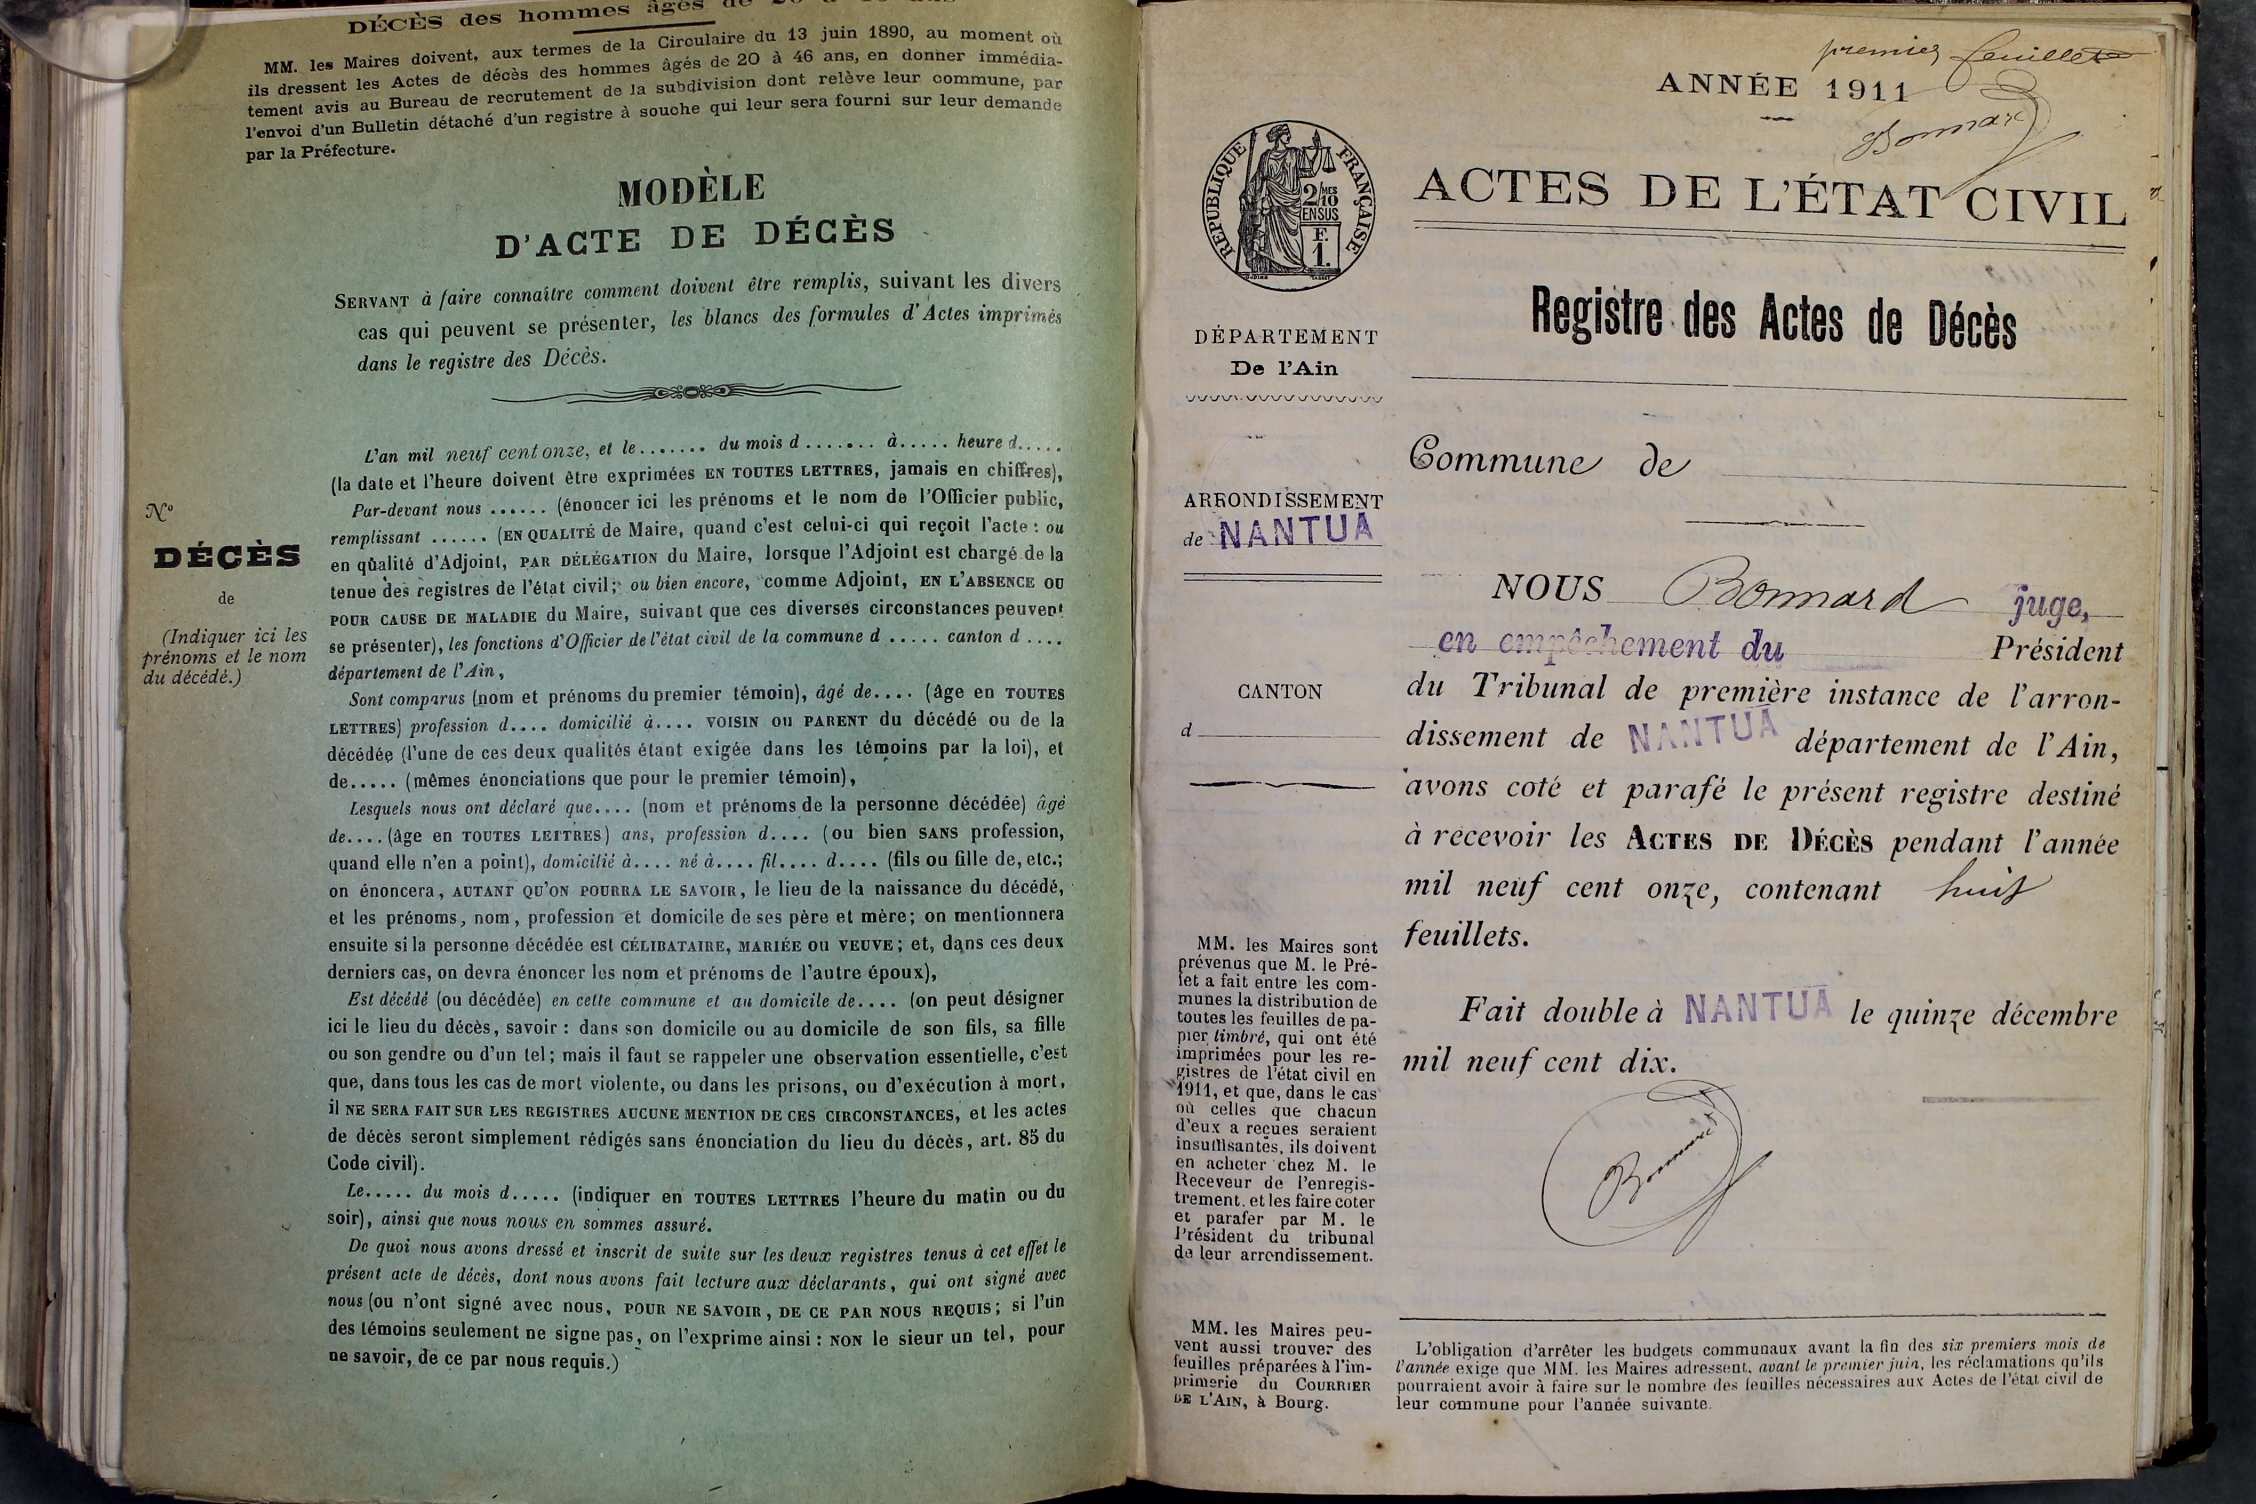 DÉCÈS des hommes âgés de
MM. les Maires doivent, aux termes de la Circulaire du 13 juin 1890, au moment où
ils dressent les Actes de décès des hommes âgés de 20 à 46 ans, en donner immédia-
tement avis au Bureau de recrutement de la subdivision dont relève leur commune, par
l'envoi d'un Bulletin détaché d'un registre à souche qui leur sera fourni sur leur demande
par la Préfecture.
MODÈLE
D'ACTE DE DÉCÈS
SERVANT à faire connaître comment doivent être remplis, suivant les divers
cas qui peuvent se présenter, les blancs des formules d'Actes imprimés
dans le registre des Décès.
N°
DÉCÈS
de
(Indiquer ici les
prénoms et le nom
du décédé.)
L'an mil neuf cent onze, et le ....... du mois d ....... à ..... heure d.....
(la date et l'heure doivent être exprimées EN TOUTES LETTRES, jamais en chiffres),
Par-devant nous ...... (énoncer ici les prénoms et le nom de l'Officier public,
remplissant ...... (EN QUALITÉ de Maire, quand c'est celui-ci qui reçoit l'acte : ou
en qualité d'Adjoint, PAR DÉLÉGATION du Maire, lorsque l'Adjoint est chargé de la
tenue des registres de l'état civil; ou bien encore, comme Adjoint, EN L'ABSENCE OU
POUR CAUSE DE MALADIE du Maire, suivant que ces diverses circonstances peuvent
se présenter), les fonctions d'Officier de l'état civil de la commune d ..... canton d ....
département de l'Ain,
Sont comparus (nom et prénoms du premier témoin), âgé de.... (âge en TOUTES
LETTRES) profession d.... domicilié à.... VOISIN ou PARENT du décédé ou de la
décédée (l'une de ces deux qualités étant exigée dans les témoins par la loi), et
de..... (mêmes énonciations que pour le premier témoin),
Lesquels nous ont déclaré que.... (nom et prénoms de la personne décédée) âgé
de....(âge en TOUTES LETTRES) ans, profession d.... (ou bien SANS profession,
quand elle n'en a point), domicilié à.... né à.... fil.... d.... (fils ou fille de, etc.;
on énoncera, AUTANT QU'ON POURRA LE SAVOIR, le lieu de la naissance du décédé,
et les prénoms, nom, profession et domicile de ses père et mère; on mentionnera
ensuite si la personne décédée est CÉLIBATAIRE, MARIÉE ou VEUVE; et, dans ces deux
derniers cas, on devra énoncer les nom et prénoms de l'autre époux),
Est décédé (ou décédée) en cette commune et au domicile de.... (on peut désigner
ici le lieu du décès, savoir : dans son domicile ou au domicile de son fils, sa fille
ou son gendre ou d'un tel; mais il faut se rappeler une observation essentielle, c'est
que, dans tous les cas de mort violente, ou dans les prisons, ou d'exécution à mort,
il NE SERA FAIT SUR LES REGISTRES AUCUNE MENTION DE CES CIRCONSTANCES, et les actes
de décès seront simplement rédigés sans énonciation du lieu du décès, art. 85 du
Code civil).
Le..... du mois d..... (indiquer en TOUTES LETTRES l'heure du matin ou du
soir), ainsi que nous nous en sommes assuré.
De quoi nous avons dressé et inscrit de suite sur les deux registres tenus à cet effet le
présent acte de décès, dont nous avons fait lecture aux déclarants, qui ont signé avec
nous (ou n'ont signé avec nous, POUR NE SAVOIR, DE CE PAR NOUS REQUIS; si l'un
des témoins seulement ne signe pas, on l'exprime ainsi : NON le sieur un tel, pour
ne savoir, de ce par nous requis.)
premier feuillet
ANNÉE 1911
Bonnard
ACTES DE L'ÉTAT CIVIL
RÉPUBLIQUE FRANÇAISE
2/10MES
EN SUS
F.
1.
DÉPARTEMENT
De l'Ain
ARRONDISSEMENT
de NANTUA
CANTON
d
MM. les Maires sont
prévenus que M. le Pré-
fet a fait entre les com-
munes la distribution de
toutes les feuilles de pa-
pier timbré, qui ont été
imprimées pour les re-
gistres de l'état civil en
1911, et que, dans le cas
où celles que chacun
d'eux a reçues seraient
insuffisantes, ils doivent
en acheter chez M. le
Receveur de l'enregis-
trement, et les faire coter
et parafer par M. le
Président du tribunal
de leur arrondissement.
MM. les Maires peu-
vent aussi trouver des
feuilles préparées à l'im-
primerie du COURRIER
DE L'AIN, à Bourg.
Registre des Actes de Décès
Commune de
NOUS Bonnard juge,
en empêchement du Président
du Tribunal de première instance de l'arron-
dissement de NANTUA département de l'Ain,
avons coté et parafé le présent registre destiné
à recevoir les ACTES DE DÉCÈS pendant l'année
mil neuf cent onze, contenant huit
feuillets.
Fait double à NANTUA le quinze décembre
mil neuf cent dix.
Bonnard
L'obligation d'arrêter les budgets communaux avant la fin des six premiers mois de
l'année exige que MM. les Maires adressent, avant le premier juin, les réclamations qu'ils
pourraient avoir à faire sur le nombre des feuilles nécessaires aux Actes de l'état civil de
leur commune pour l'année suivante.